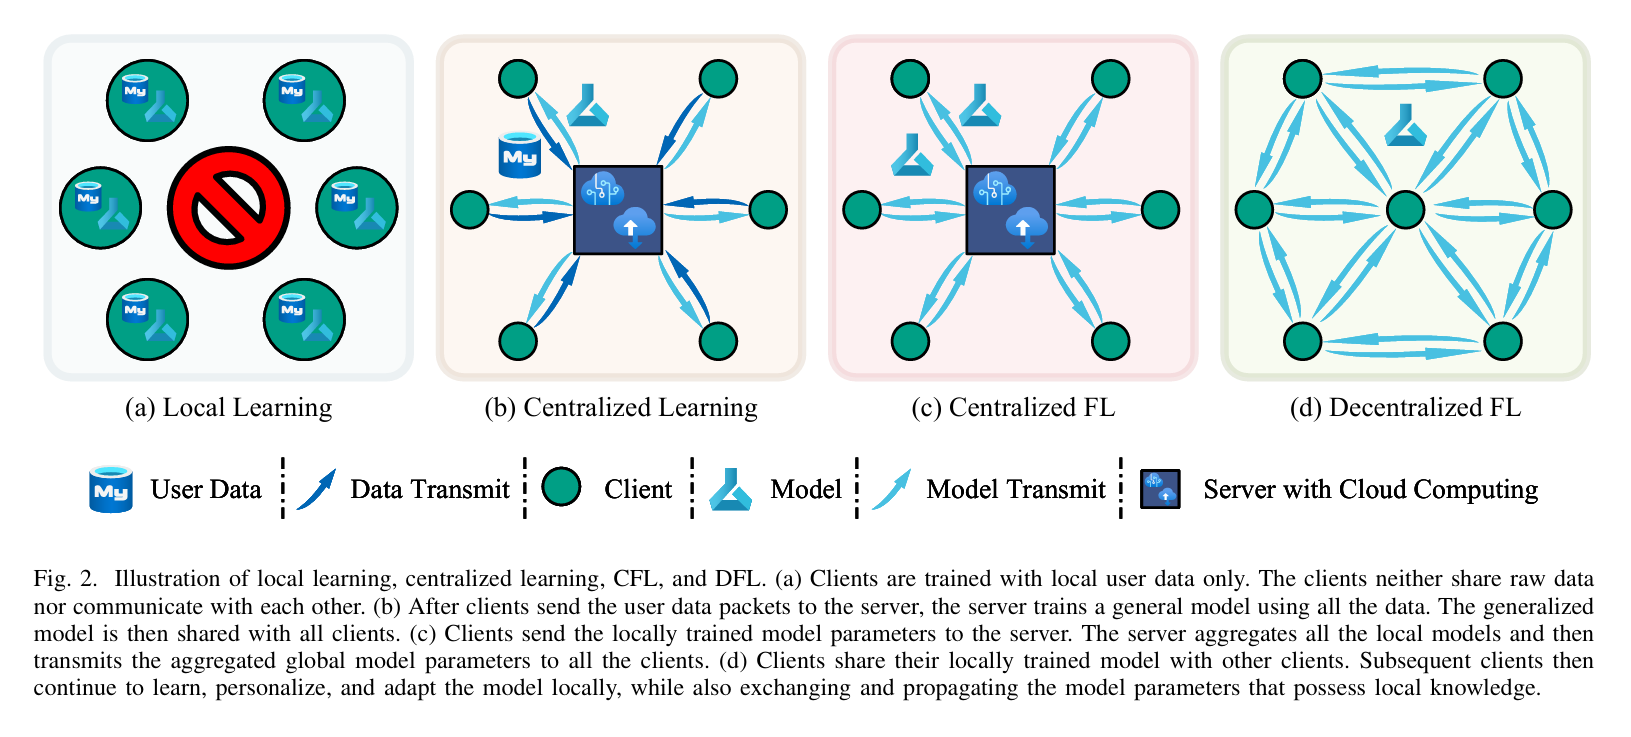 My
My
My
My
My
My
My
(a) Local Learning
(b) Centralized Learning
(c) Centralized FL
(d) Decentralized FL
My
User Data
Data Transmit
Client
Model
Model Transmit
Server with Cloud Computing
Fig. 2. Illustration of local learning, centralized learning, CFL, and DFL. (a) Clients are trained with local user data only. The clients neither share raw data
nor communicate with each other. (b) After clients send the user data packets to the server, the server trains a general model using all the data. The generalized
model is then shared with all clients. (c) Clients send the locally trained model parameters to the server. The server aggregates all the local models and then
transmits the aggregated global model parameters to all the clients. (d) Clients share their locally trained model with other clients. Subsequent clients then
continue to learn, personalize, and adapt the model locally, while also exchanging and propagating the model parameters that possess local knowledge.